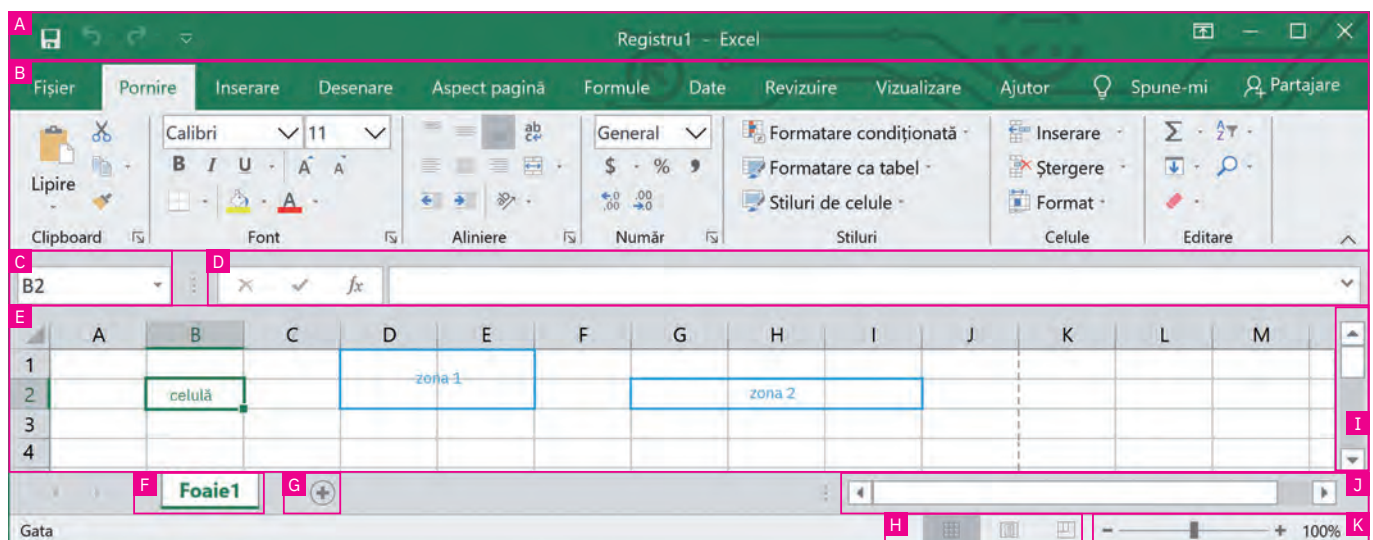 A
Registru1 - Excel
B
Fișier Pornire Inserare Desenare Aspect pagină Formule Date Revizuire Vizualizare Ajutor Spune-mi Partajare
Calibri 11 ab General Formatare condiționată Inserare Σ
B I U A A $ % Formatare ca tabel Ștergere
Lipire A Stiluri de celule Format
Clipboard Font Aliniere Număr Stiluri Celule Editare
C D
B2 fx
E
A B C D E F G H I J K L M
1
zona 1
2 celulă zona 2
3
I
4
F Foaie1 G J
Gata H 100% K